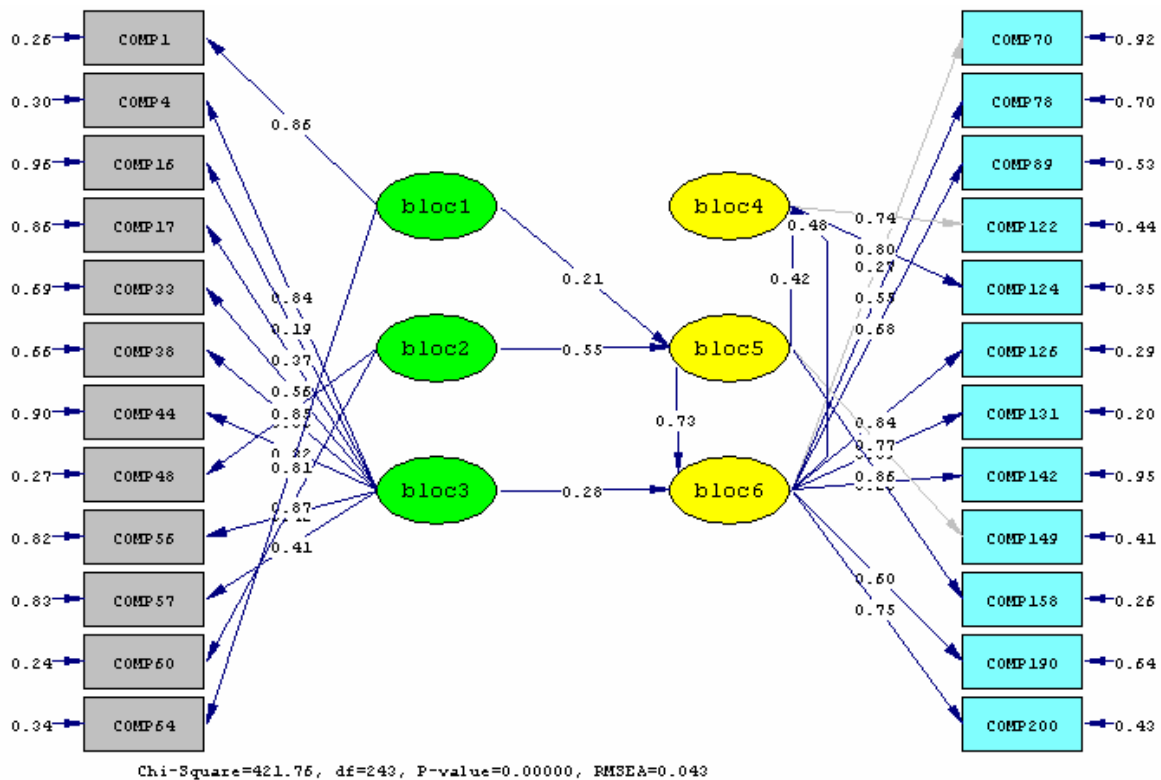 0.26 COMP1 COMP70 0.92
0.30 COMP4 COMP78 0.70
0.96 COMP16 COMP89 0.53
0.86 COMP17 COMP122 0.44
0.69 COMP33 COMP124 0.35
0.66 COMP38 COMP126 0.29
0.90 COMP44 COMP131 0.20
0.27 COMP48 COMP142 0.95
0.82 COMP56 COMP149 0.41
0.83 COMP57 COMP158 0.26
0.24 COMP60 COMP190 0.64
0.34 COMP64 COMP200 0.43
0.86
bloc1
bloc4
0.74
0.48
0.80
0.27
0.21
0.42
0.55
0.84
0.19
0.68
bloc2
0.55
bloc5
0.37
0.56
0.85
0.73
0.84
0.77
0.81
0.86
bloc3
0.28
bloc6
0.87
0.41
0.60
0.75
Chi-Square=421.76, df=243, P-value=0.00000, RMSEA=0.043